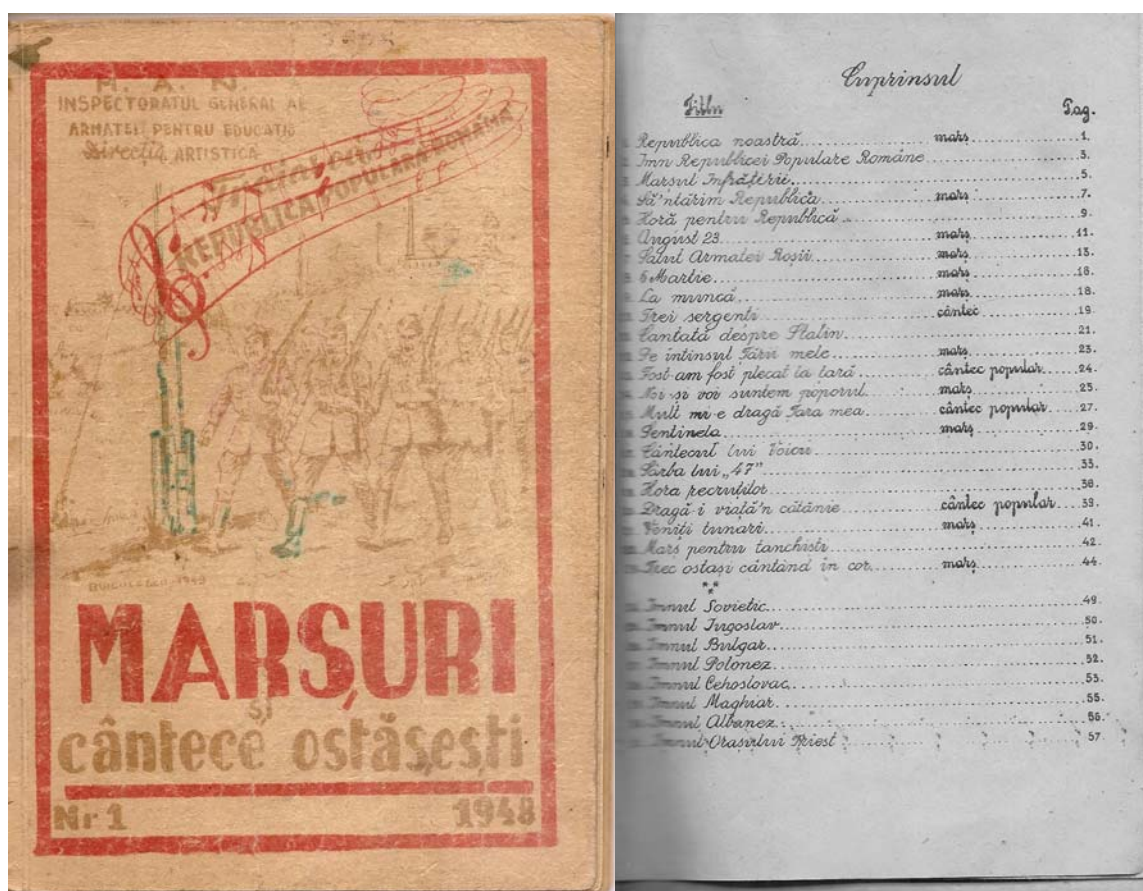 M. A. N.
INSPECTORATUL GENERAL AL
ARMATEI PENTRU EDUCAȚIE
Direcția ARTISTICA
REPUBLICA POPULARĂ ROMÂNĂ
MARȘURI
și
cântece ostășești
Nr 1 1948
Cuprinsul
Titlu Pag.
Republica noastră marș 1.
Imn Republicei Populare Române 3.
Marsul Înfrățirii 5.
Să'ntărim Republica marș 7.
Horă pentru Republică 9.
August 23 marș 11.
Salut Armatei Roșii marș 13.
6 Martie marș 16.
La muncă marș 18.
Trei sergenti cântec 19.
Cantată despre Stalin 21.
Pe întinsul Țării mele marș 23.
Fost-am fost plecat la țară cântec popular 24.
Noi și voi suntem poporul marș 25.
Mult mi-e dragă Țara mea cântec popular 27.
Sentinela marș 29.
Cântecul lui Voicu 30.
Sârba lui „47" 33.
Hora recruților 38.
Dragă-i viață'n cătănie cântec popular 39.
Veniți tunari marș 41.
Marș pentru tanchisti 42.
Trec ostași cântând în cor marș 44.
Imnul Sovietic 49.
Imnul Iugoslav 50.
Imnul Bulgar 51.
Imnul Polonez 52.
Imnul Cehoslovac 53.
Imnul Maghiar 55.
Imnul Albanez 56.
Imnul Orasului Triest 57.